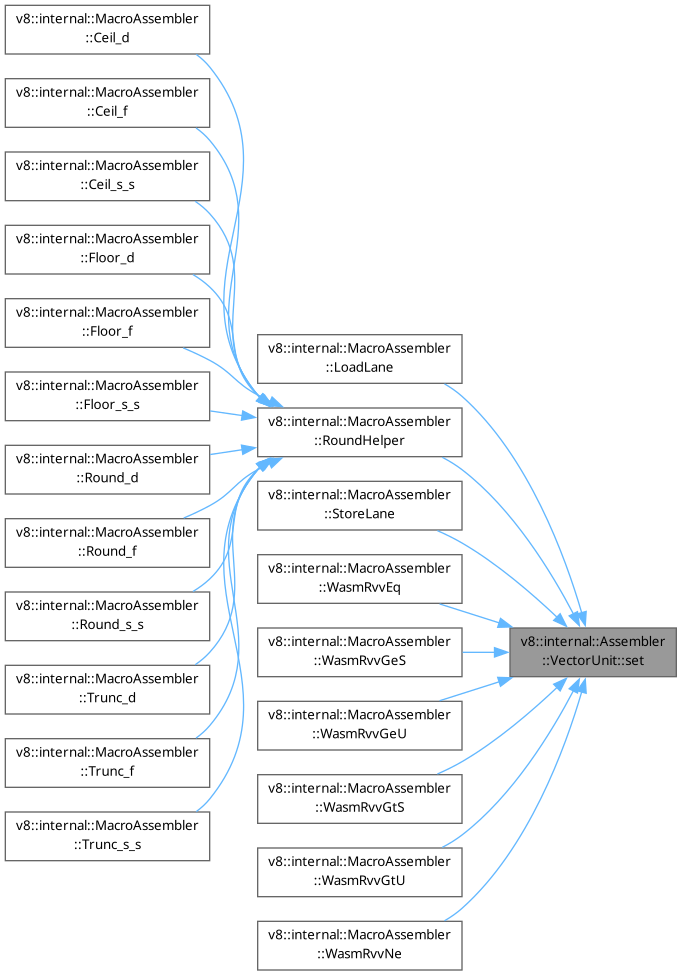 v8::internal::MacroAssembler
::Ceil_d
v8::internal::MacroAssembler
::Ceil_f
v8::internal::MacroAssembler
::Ceil_s_s
v8::internal::MacroAssembler
::Floor_d
v8::internal::MacroAssembler
::Floor_f
v8::internal::MacroAssembler
::Floor_s_s
v8::internal::MacroAssembler
::Round_d
v8::internal::MacroAssembler
::Round_f
v8::internal::MacroAssembler
::Round_s_s
v8::internal::MacroAssembler
::Trunc_d
v8::internal::MacroAssembler
::Trunc_f
v8::internal::MacroAssembler
::Trunc_s_s
v8::internal::MacroAssembler
::LoadLane
v8::internal::MacroAssembler
::RoundHelper
v8::internal::MacroAssembler
::StoreLane
v8::internal::MacroAssembler
::WasmRvvEq
v8::internal::MacroAssembler
::WasmRvvGeS
v8::internal::MacroAssembler
::WasmRvvGeU
v8::internal::MacroAssembler
::WasmRvvGtS
v8::internal::MacroAssembler
::WasmRvvGtU
v8::internal::MacroAssembler
::WasmRvvNe
v8::internal::Assembler
::VectorUnit::set